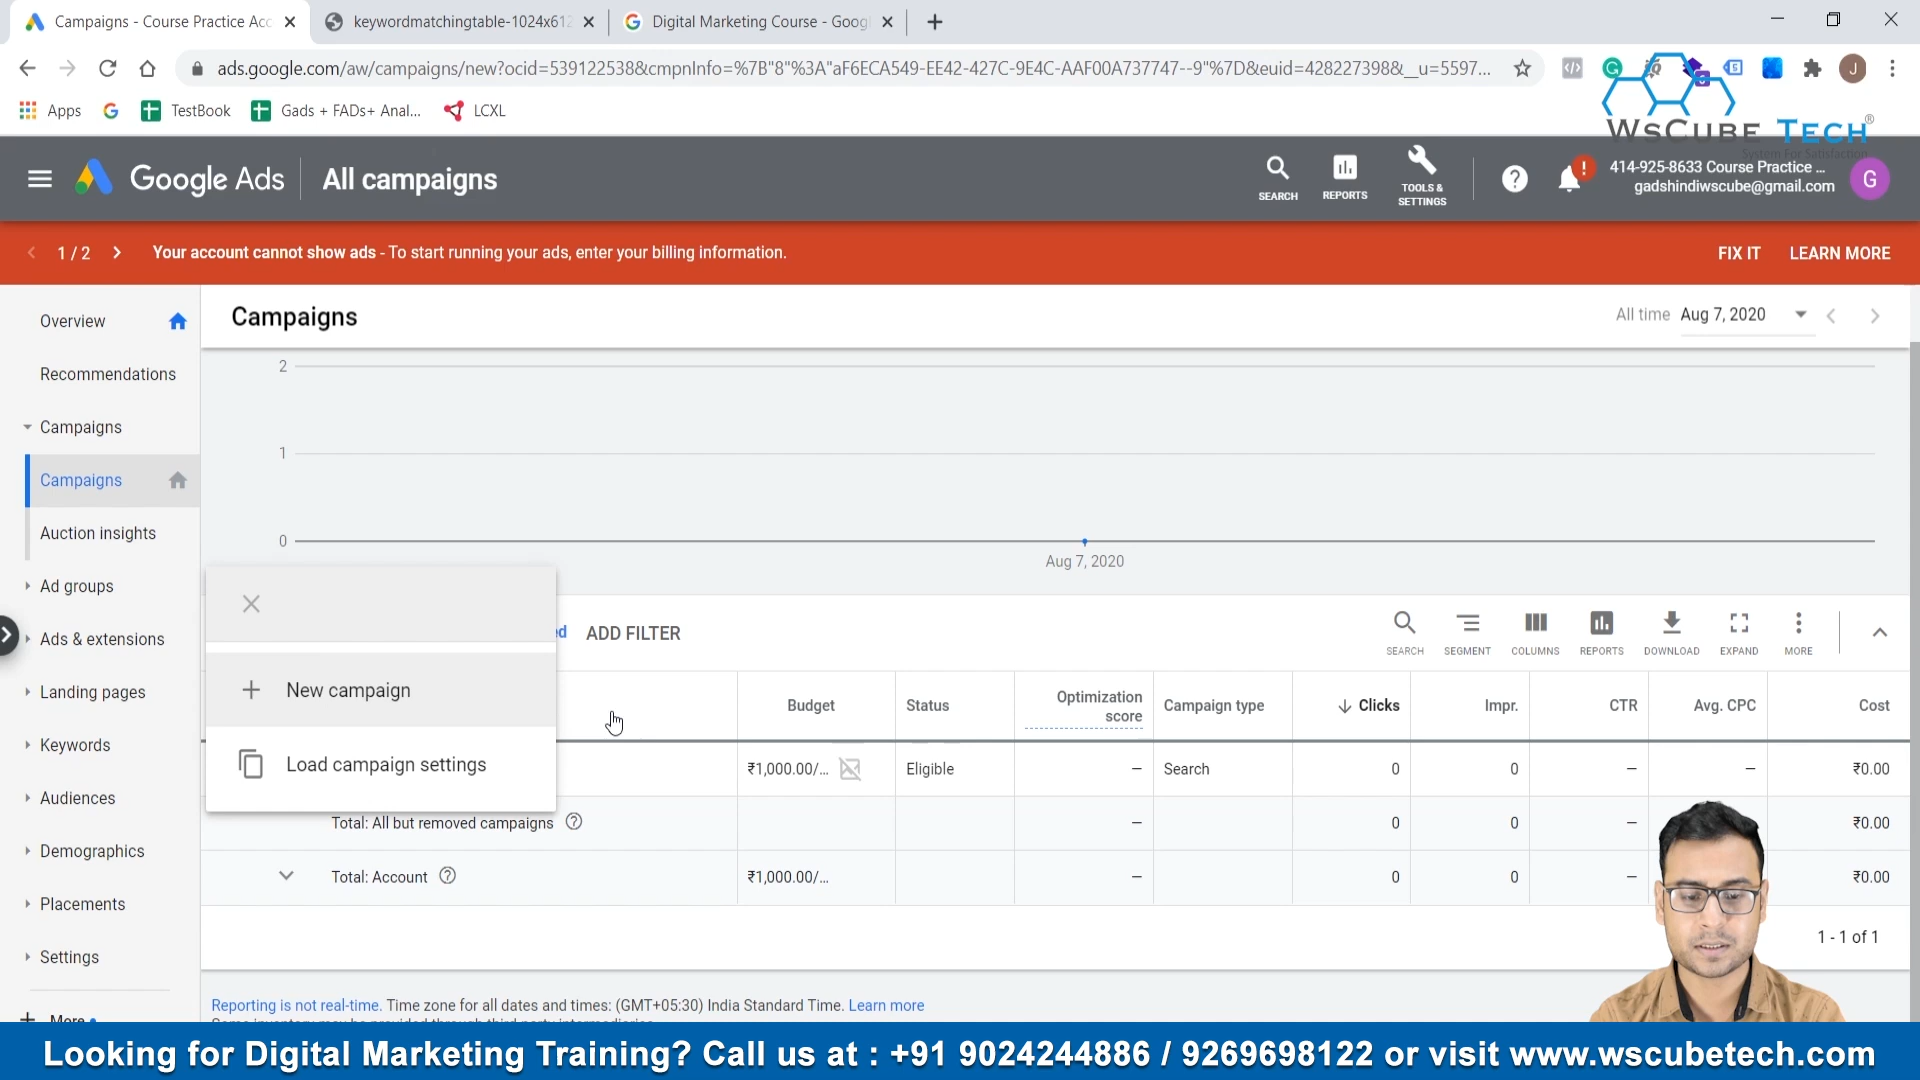 Campaigns - Course Practice Acc
keywordmatchingtable-1024x612
Digital Marketing Course - Googl
ads.google.com/aw/campaigns/new?ocid=539122538&cmpnInfo=%7B"8"%3A"aF6ECA549-EE42-427C-9E4C-AAF00A737747--9"%7D&euid=428227398&__u=5597...
J
Apps
TestBook
Gads + FADs+ Anal...
LCXL
WsCube Tech®
System For Satisfaction
Google Ads
All campaigns
SEARCH
REPORTS
TOOLS & SETTINGS
414-925-8633 Course Practice ...
gadshindiwscube@gmail.com
G
1 / 2
Your account cannot show ads - To start running your ads, enter your billing information.
FIX IT
LEARN MORE
Overview
Recommendations
Campaigns
Campaigns
Auction insights
Ad groups
Ads & extensions
Landing pages
Keywords
Audiences
Demographics
Placements
Settings
More
Campaigns
All time Aug 7, 2020
2
1
0
Aug 7, 2020
New campaign
Load campaign settings
ed ADD FILTER
SEARCH
SEGMENT
COLUMNS
REPORTS
DOWNLOAD
EXPAND
MORE
Budget Status Optimization score Campaign type Clicks Impr. CTR Avg. CPC Cost
₹1,000.00/... Eligible – Search 0 0 – – ₹0.00
Total: All but removed campaigns – 0 0 – ₹0.00
Total: Account ₹1,000.00/... – 0 0 – ₹0.00
1 - 1 of 1
Reporting is not real-time. Time zone for all dates and times: (GMT+05:30) India Standard Time. Learn more
Looking for Digital Marketing Training? Call us at : +91 9024244886 / 9269698122 or visit www.wscubetech.com